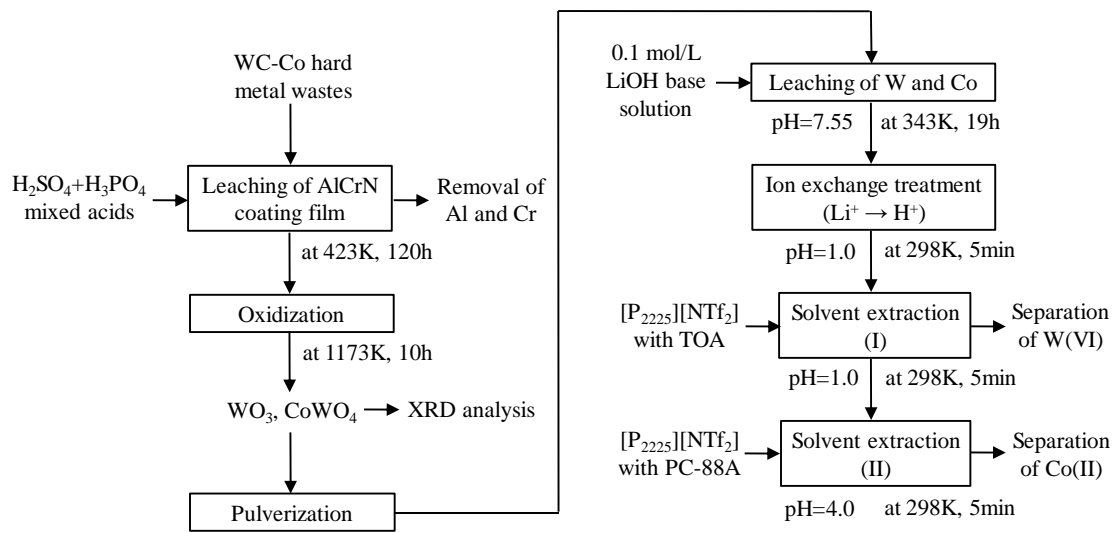 WC-Co hard
metal wastes
H₂SO₄+H₃PO₄
mixed acids
Leaching of AlCrN
coating film
Removal of
Al and Cr
at 423K, 120h
Oxidization
at 1173K, 10h
WO₃, CoWO₄
XRD analysis
Pulverization
0.1 mol/L
LiOH base
solution
Leaching of W and Co
pH=7.55 at 343K, 19h
Ion exchange treatment
(Li⁺ → H⁺)
pH=1.0 at 298K, 5min
[P₂₂₂₅][NTf₂]
with TOA
Solvent extraction
(I)
Separation
of W(VI)
pH=1.0 at 298K, 5min
[P₂₂₂₅][NTf₂]
with PC-88A
Solvent extraction
(II)
Separation
of Co(II)
pH=4.0 at 298K, 5min